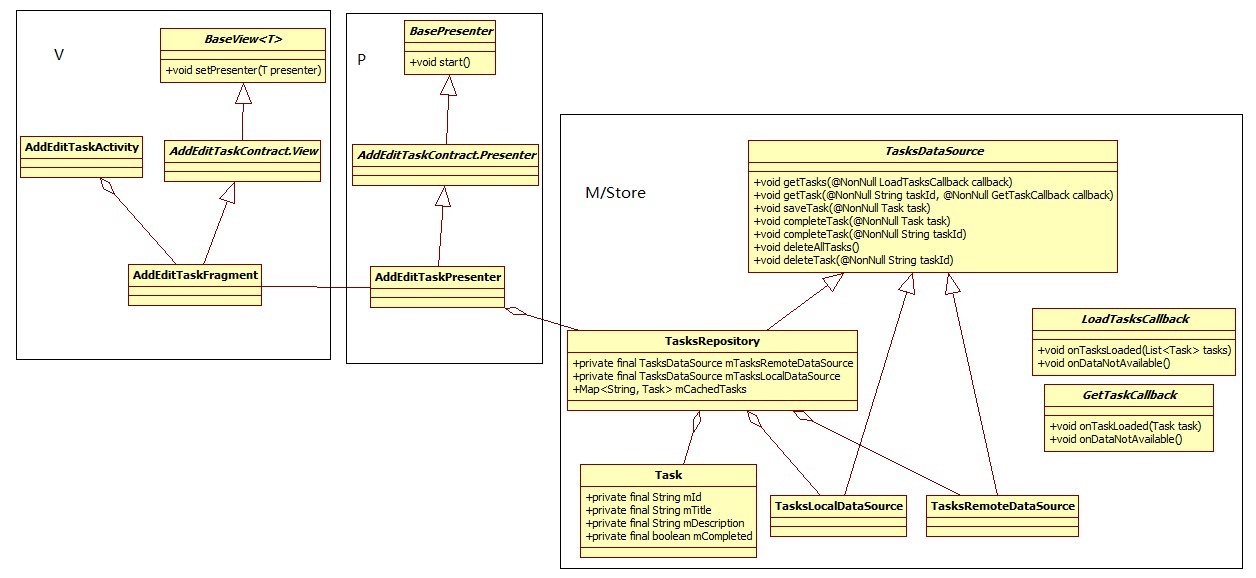 V
BaseView<T>
+void setPresenter(T presenter)
AddEditTaskActivity
AddEditTaskContract.View
AddEditTaskFragment
P
BasePresenter
+void start()
AddEditTaskContract.Presenter
AddEditTaskPresenter
M/Store
TasksDataSource
+void getTasks(@NonNull LoadTasksCallback callback)
+void getTask(@NonNull String taskId, @NonNull GetTaskCallback callback)
+void saveTask(@NonNull Task task)
+void completeTask(@NonNull Task task)
+void completeTask(@NonNull String taskId)
+void deleteAllTasks()
+void deleteTask(@NonNull String taskId)
TasksRepository
+private final TasksDataSource mTasksRemoteDataSource
+private final TasksDataSource mTasksLocalDataSource
+Map<String, Task> mCachedTasks
LoadTasksCallback
+void onTasksLoaded(List<Task> tasks)
+void onDataNotAvailable()
GetTaskCallback
+void onTaskLoaded(Task task)
+void onDataNotAvailable()
Task
+private final String mId
+private final String mTitle
+private final String mDescription
+private final boolean mCompleted
TasksLocalDataSource
TasksRemoteDataSource